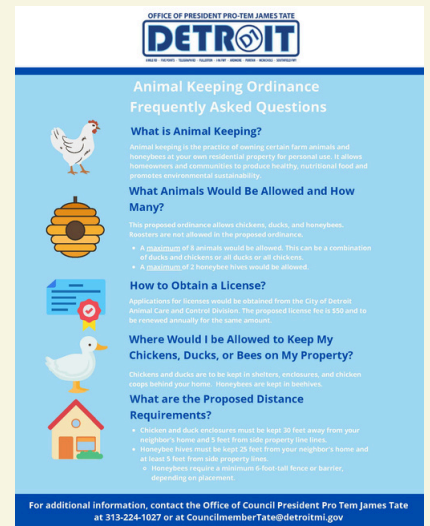 OFFICE OF PRESIDENT PRO-TEM JAMES TATE
DETROIT
D1
Animal Keeping Ordinance
Frequently Asked Questions
What is Animal Keeping?
Animal keeping is the practice of owning certain farm animals and
honeybees at your own residential property for personal use. It allows
homeowners and communities to produce healthy, nutritional food and
promotes environmental sustainability.
What Animals Would Be Allowed and How
Many?
This proposed ordinance allows chickens, ducks, and honeybees.
Roosters are not allowed in the proposed ordinance.
• A maximum of 8 animals would be allowed. This can be a combination
of ducks and chickens or all ducks or all chickens.
• A maximum of 2 honeybee hives would be allowed.
How to Obtain a License?
Applications for licenses would be obtained from the City of Detroit
Animal Care and Control Division. The proposed license fee is $50 and to
be renewed annually for the same amount.
Where Would I be Allowed to Keep My
Chickens, Ducks, or Bees on My Property?
Chickens and ducks are to be kept in shelters, enclosures, and chicken
coops behind your home. Honeybees are kept in beehives.
What are the Proposed Distance
Requirements?
• Chicken and duck enclosures must be kept 30 feet away from your
neighbor's home and 5 feet from side property line lines.
• Honeybee hives must be kept 25 feet from your neighbor's home and
at least 5 feet from side property lines.
◦ Honeybees require a minimum 6-foot-tall fence or barrier,
depending on placement.
For additional information, contact the Office of Council President Pro Tem James Tate
at 313-224-1027 or at CouncilmemberTate@detroitmi.gov